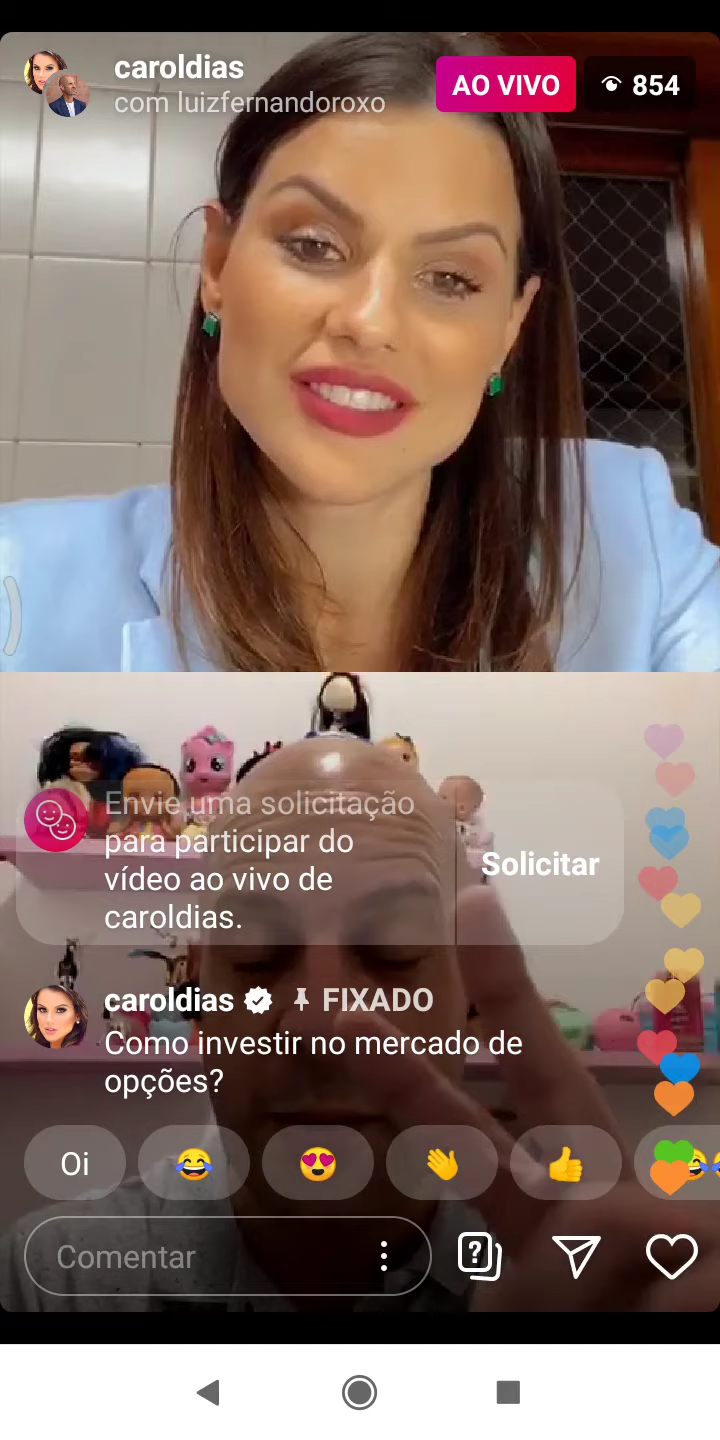 caroldias
com luizfernandoroxo
AO VIVO
854
Envie uma solicitação
para participar do
vídeo ao vivo de
caroldias.
Solicitar
caroldias FIXADO
Como investir no mercado de
opções?
Oi
Comentar